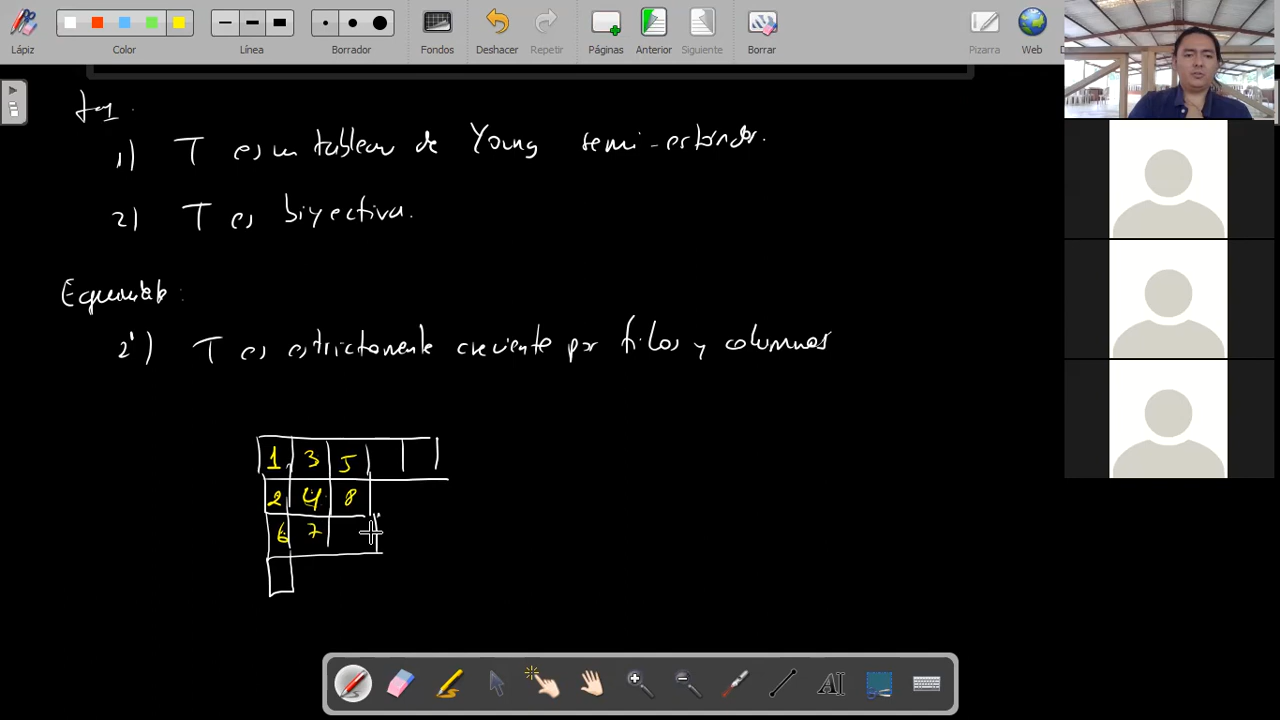 Lápiz Color Línea Borrador Fondos Deshacer Repetir Páginas Anterior Siguiente Borrar Pizarra Web D
1) T es un tableau de Young semi-estándar.
2) T es biyectiva.
2') T es estrictamente creciente por filas y columnas
1 3 5
2 4 8
6 7
AI